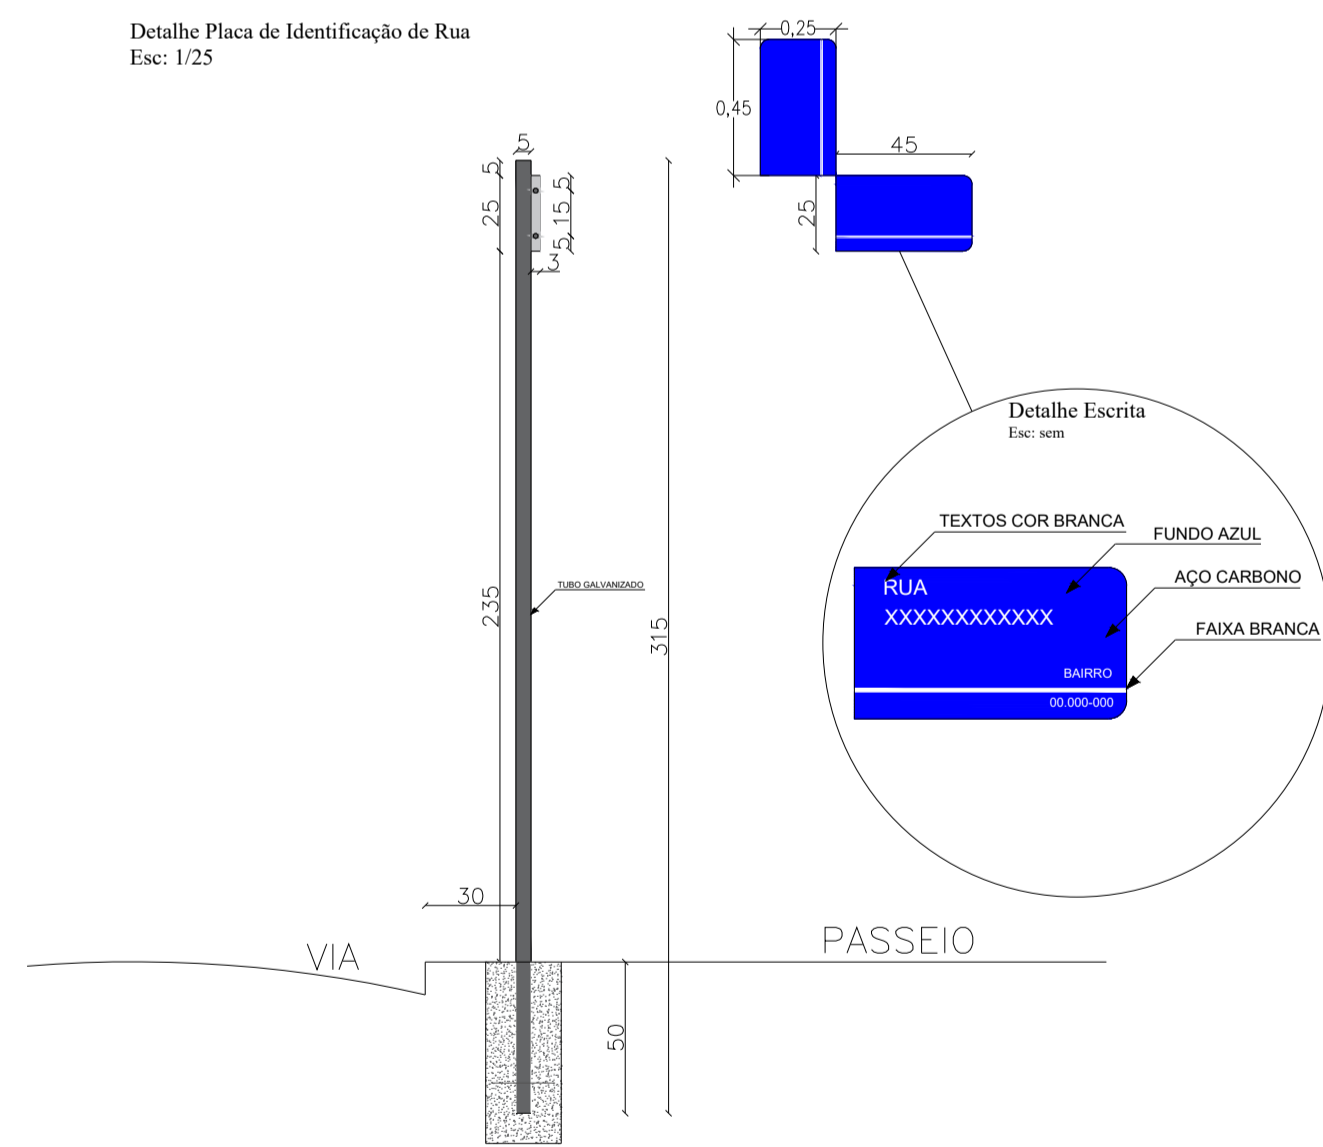 Detalhe Placa de Identificação de Rua
Esc: 1/25
0,25
0,45
45
25
5
5
25
5
15
5
3
235
TUBO GALVANIZADO
315
Detalhe Escrita
Esc: sem
TEXTOS COR BRANCA
FUNDO AZUL
AÇO CARBONO
FAIXA BRANCA
RUA
XXXXXXXXXXXX
BAIRRO
00.000-000
30
VIA
PASSEIO
50